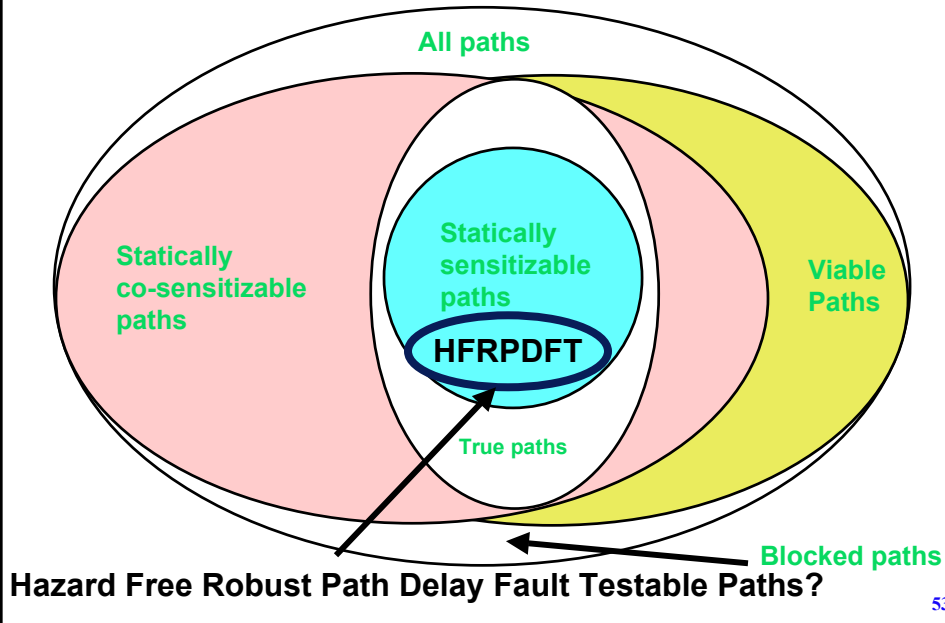 All paths
Statically
co-sensitizable
paths
Statically
sensitizable
paths
Viable
Paths
HFRPDFT
True paths
Blocked paths
Hazard Free Robust Path Delay Fault Testable Paths?